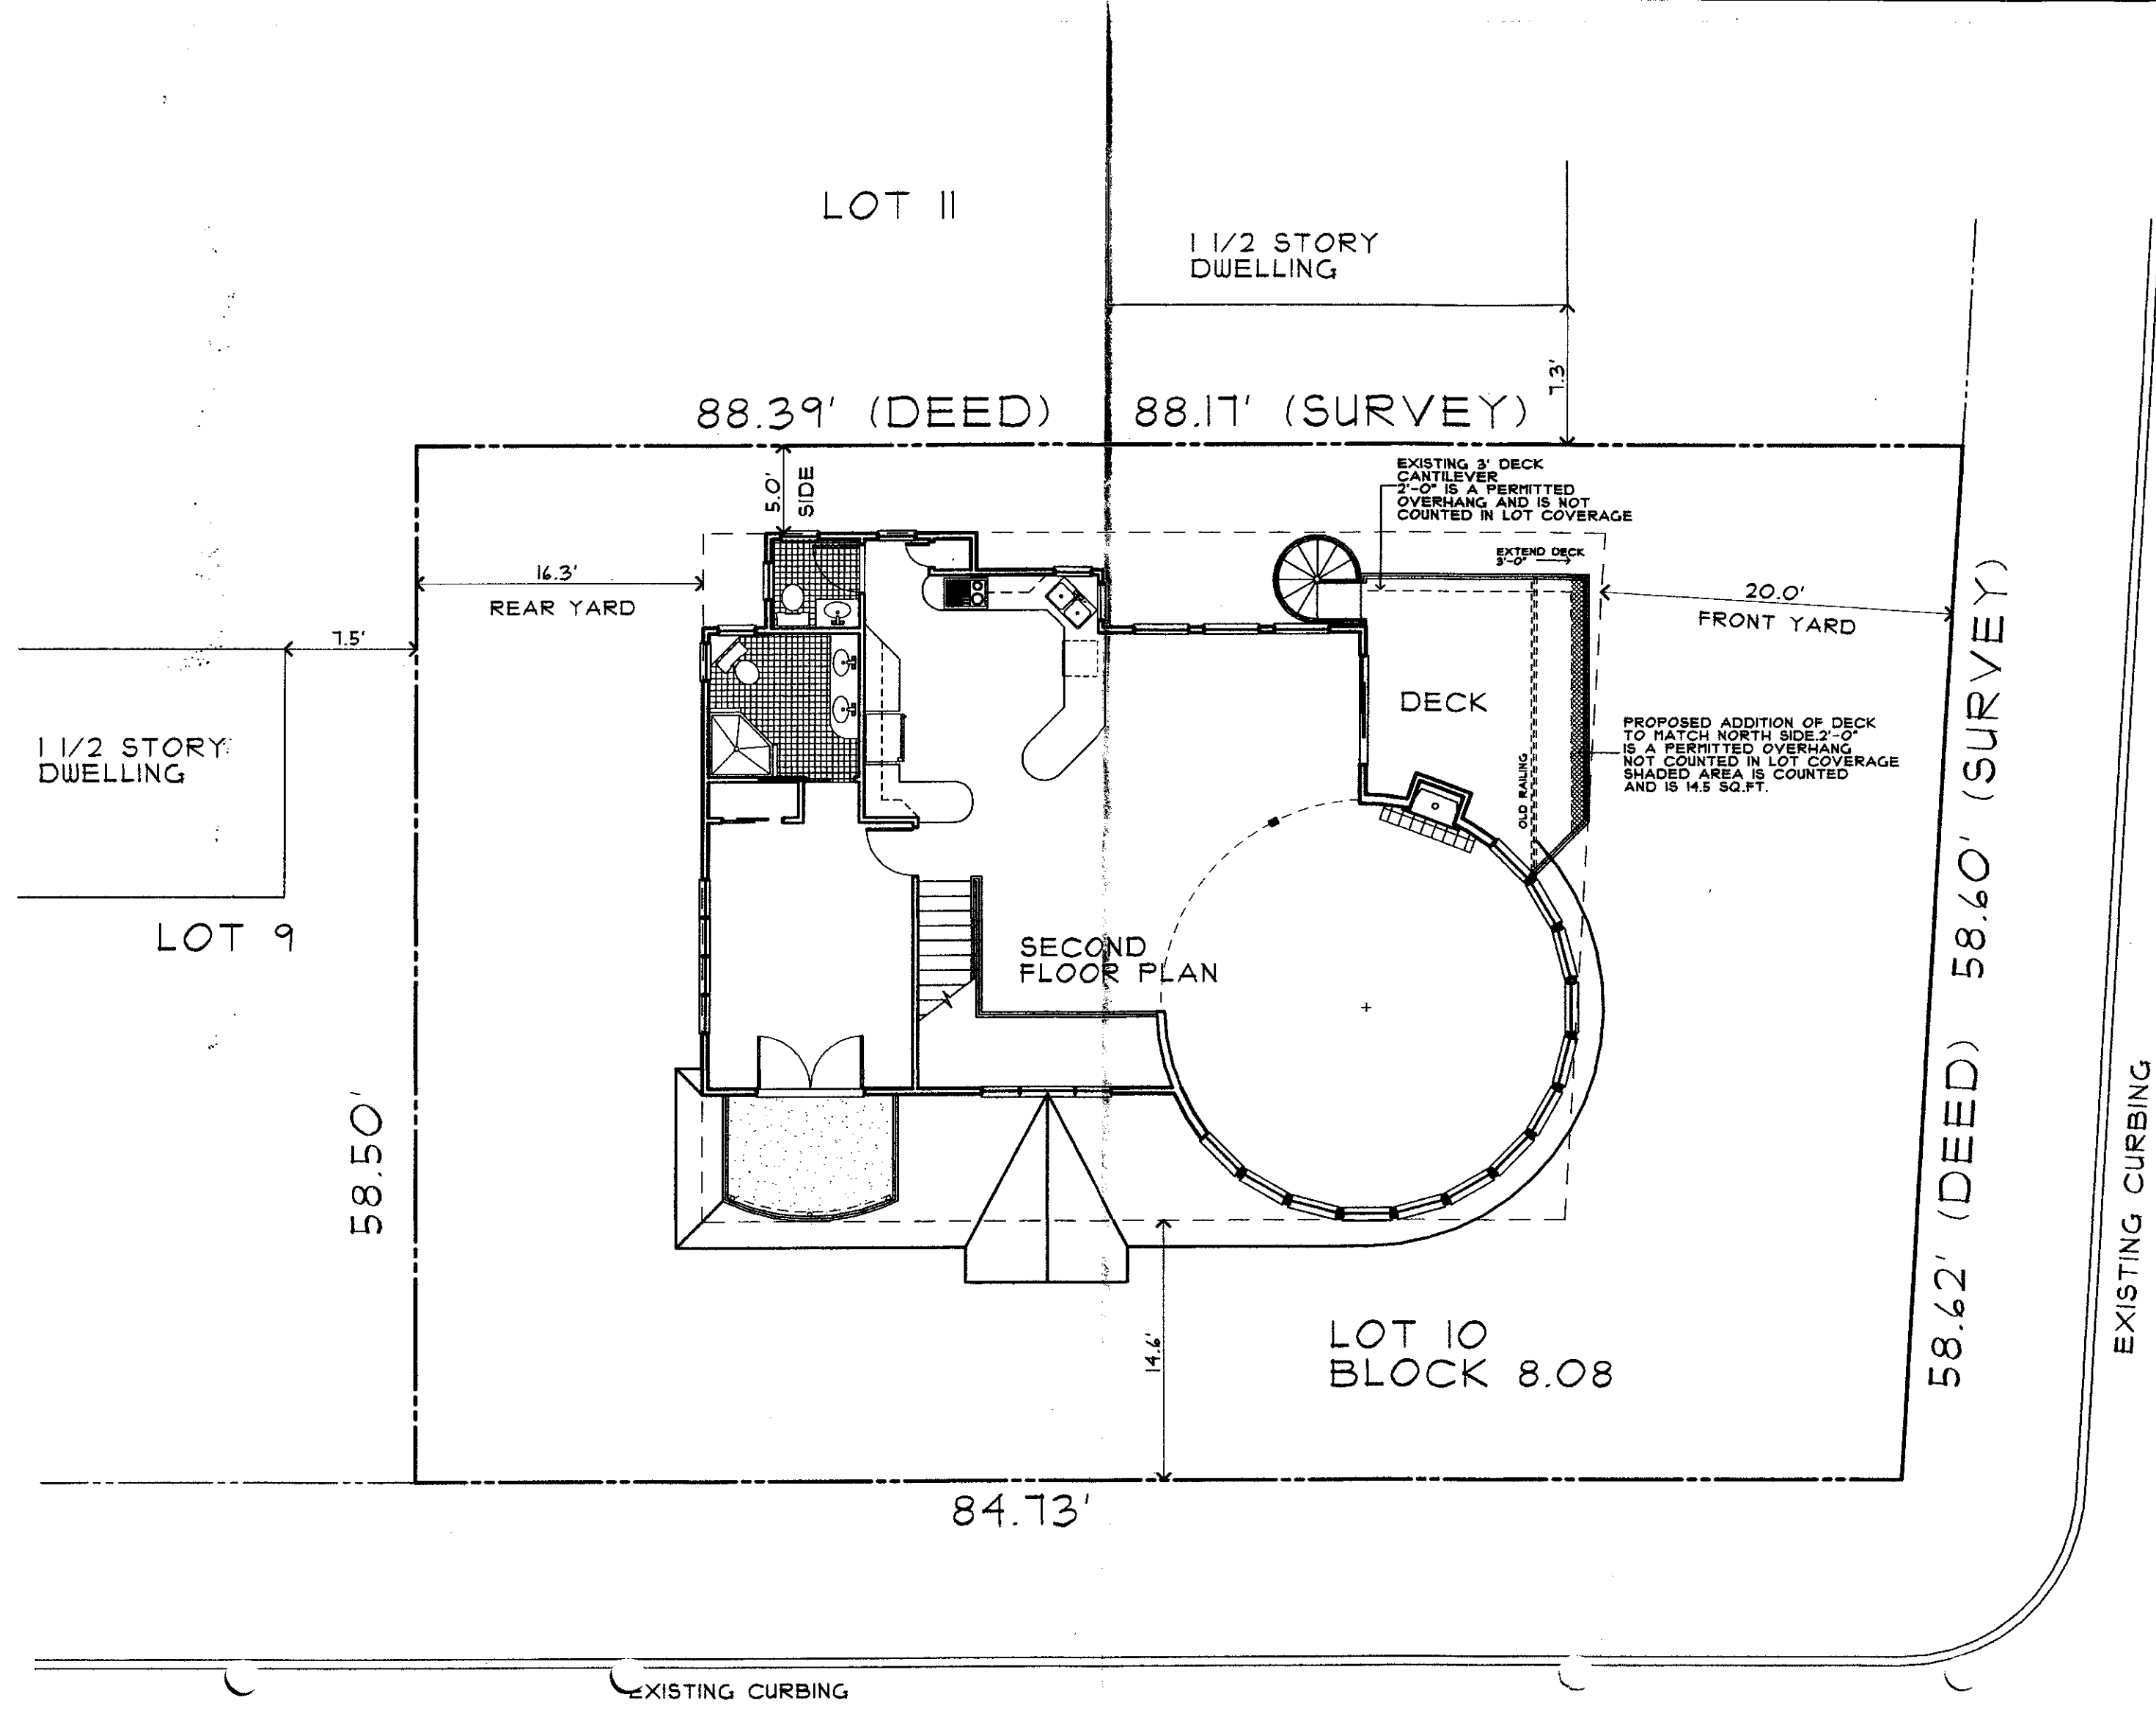 LOT 11
1 1/2 STORY
DWELLING
7.3'
88.39' (DEED)
88.17' (SURVEY)
5.0'
SIDE
EXISTING 3' DECK
CANTILEVER
2'-0" IS A PERMITTED
OVERHANG AND IS NOT
COUNTED IN LOT COVERAGE
EXTEND DECK
3'-0"
16.3'
REAR YARD
20.0'
FRONT YARD
7.5'
1 1/2 STORY
DWELLING
LOT 9
DECK
OLD RAILING
PROPOSED ADDITION OF DECK
TO MATCH NORTH SIDE.2'-0"
IS A PERMITTED OVERHANG
NOT COUNTED IN LOT COVERAGE
SHADED AREA IS COUNTED
AND IS 14.5 SQ.FT.
SECOND
FLOOR PLAN
58.50'
58.62' (DEED) 58.60' (SURVEY)
EXISTING CURBING
14.6'
LOT 10
BLOCK 8.08
84.73'
EXISTING CURBING